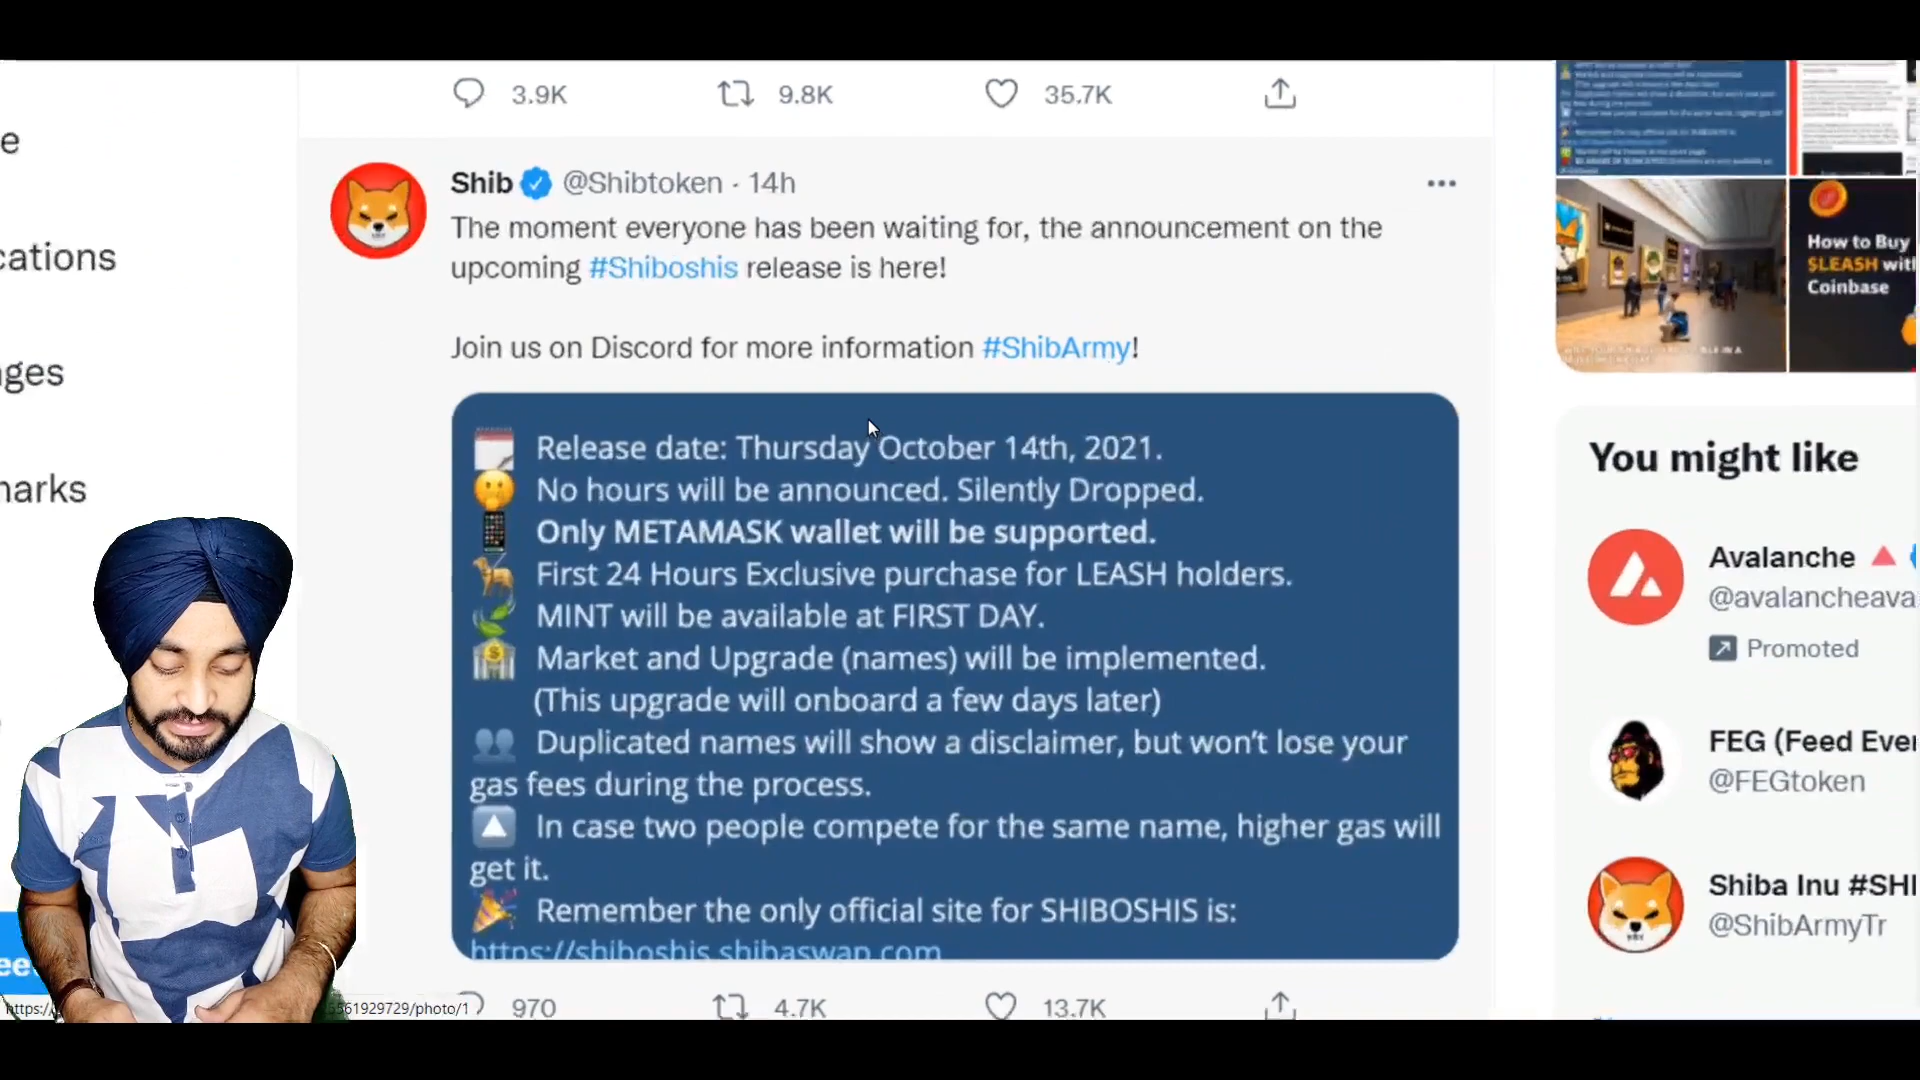 3.9K
9.8K
35.7K
Shib @Shibtoken · 14h
The moment everyone has been waiting for, the announcement on the
upcoming #Shiboshis release is here!
Join us on Discord for more information #ShibArmy!
Release date: Thursday October 14th, 2021.
No hours will be announced. Silently Dropped.
Only METAMASK wallet will be supported.
First 24 Hours Exclusive purchase for LEASH holders.
MINT will be available at FIRST DAY.
Market and Upgrade (names) will be implemented.
(This upgrade will onboard a few days later)
Duplicated names will show a disclaimer, but won't lose your
gas fees during the process.
In case two people compete for the same name, higher gas will
get it.
Remember the only official site for SHIBOSHIS is:
https://shiboshis.shibaswap.com
970
4.7K
13.7K
e
cations
ges
narks
https://
561929729/photo/1
How to Buy
$LEASH with
Coinbase
You might like
Avalanche
@avalancheava
Promoted
FEG (Feed Ever
@FEGtoken
Shiba Inu #SHI
@ShibArmyTr